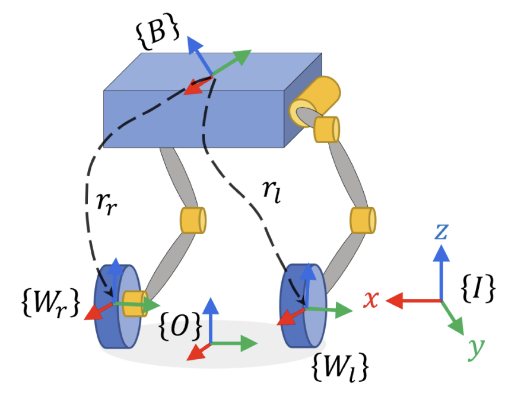 {B}
r_r
r_l
z
{W_r}
{O}
x
{I}
y
{W_l}